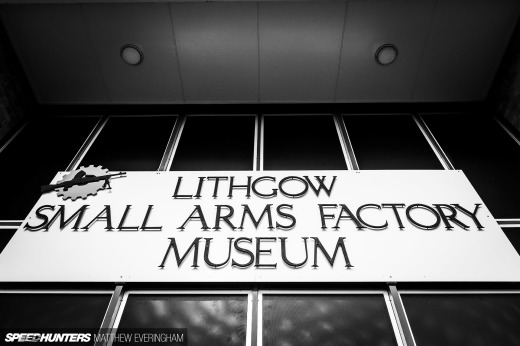 LITHGOW
SMALL ARMS FACTORY
MUSEUM
SPEEDHUNTERS MATTHEW EVERINGHAM